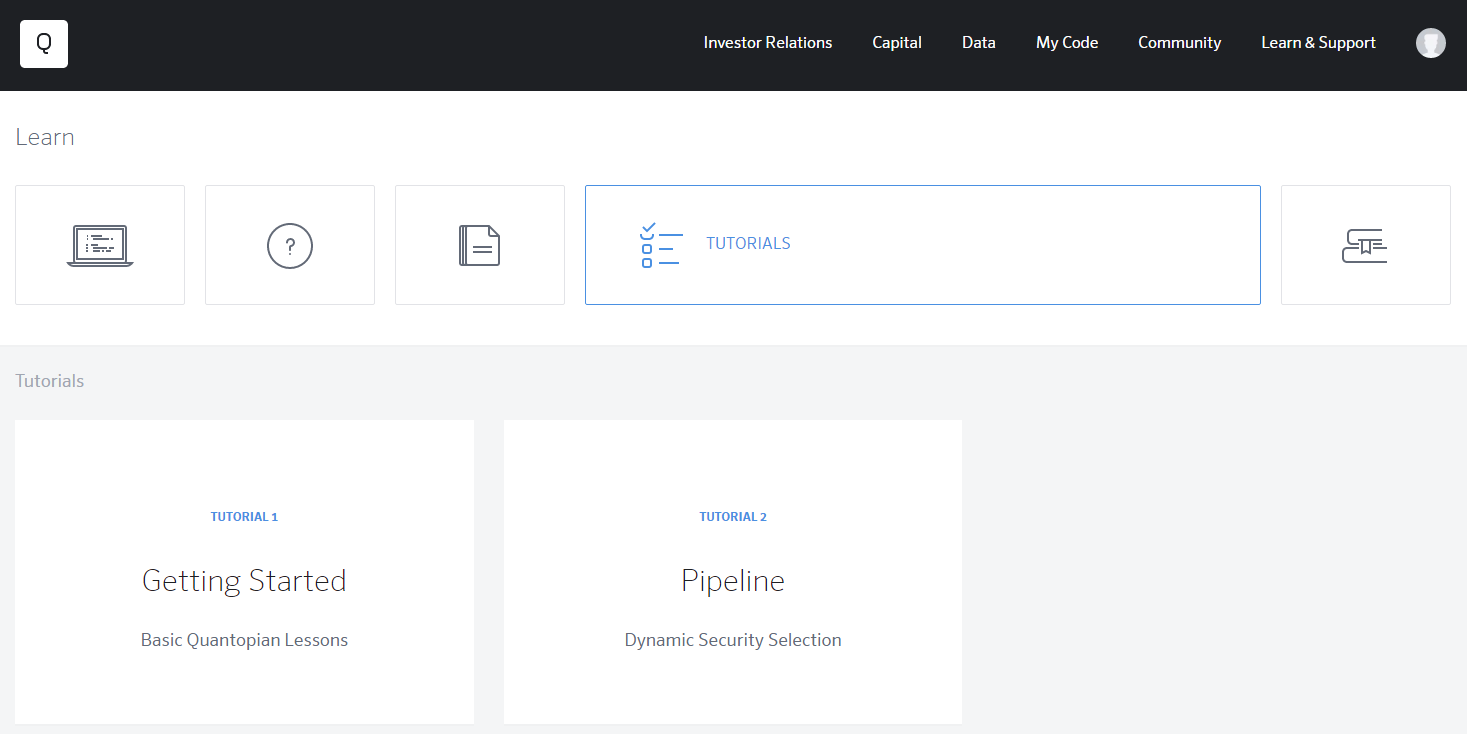 Q
Investor Relations Capital Data My Code Community Learn & Support
Learn
?
TUTORIALS
Tutorials
TUTORIAL 1
Getting Started
Basic Quantopian Lessons
TUTORIAL 2
Pipeline
Dynamic Security Selection